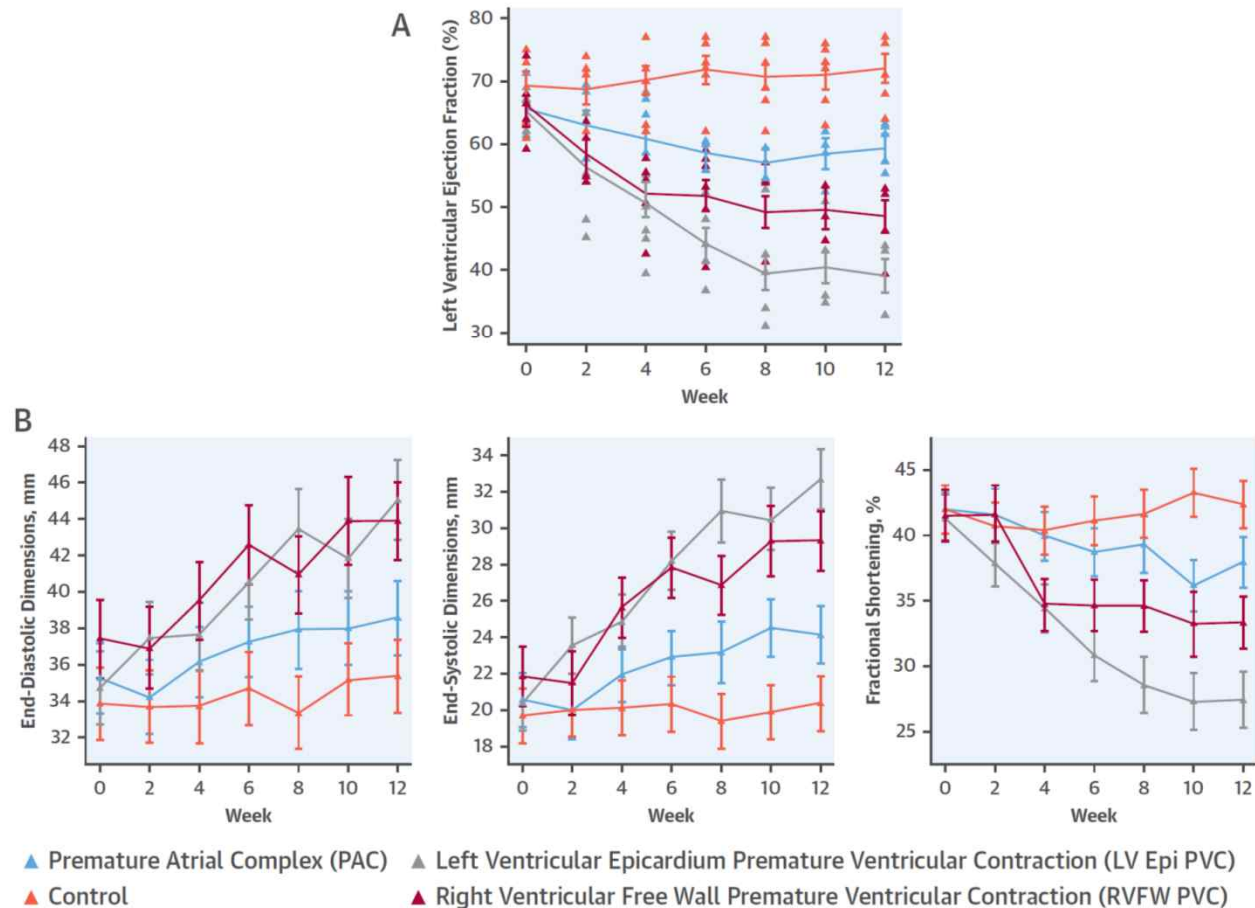 A
Left Ventricular Ejection Fraction (%)
80
70
60
50
40
30
0 2 4 6 8 10 12
Week
B
End-Diastolic Dimensions, mm
48
46
44
42
40
38
36
34
32
0 2 4 6 8 10 12
Week
End-Systolic Dimensions, mm
34
32
30
28
26
24
22
20
18
16
0 2 4 6 8 10 12
Week
Fractional Shortening, %
45
40
35
30
25
0 2 4 6 8 10 12
Week
Premature Atrial Complex (PAC)
Left Ventricular Epicardium Premature Ventricular Contraction (LV Epi PVC)
Control
Right Ventricular Free Wall Premature Ventricular Contraction (RVFW PVC)